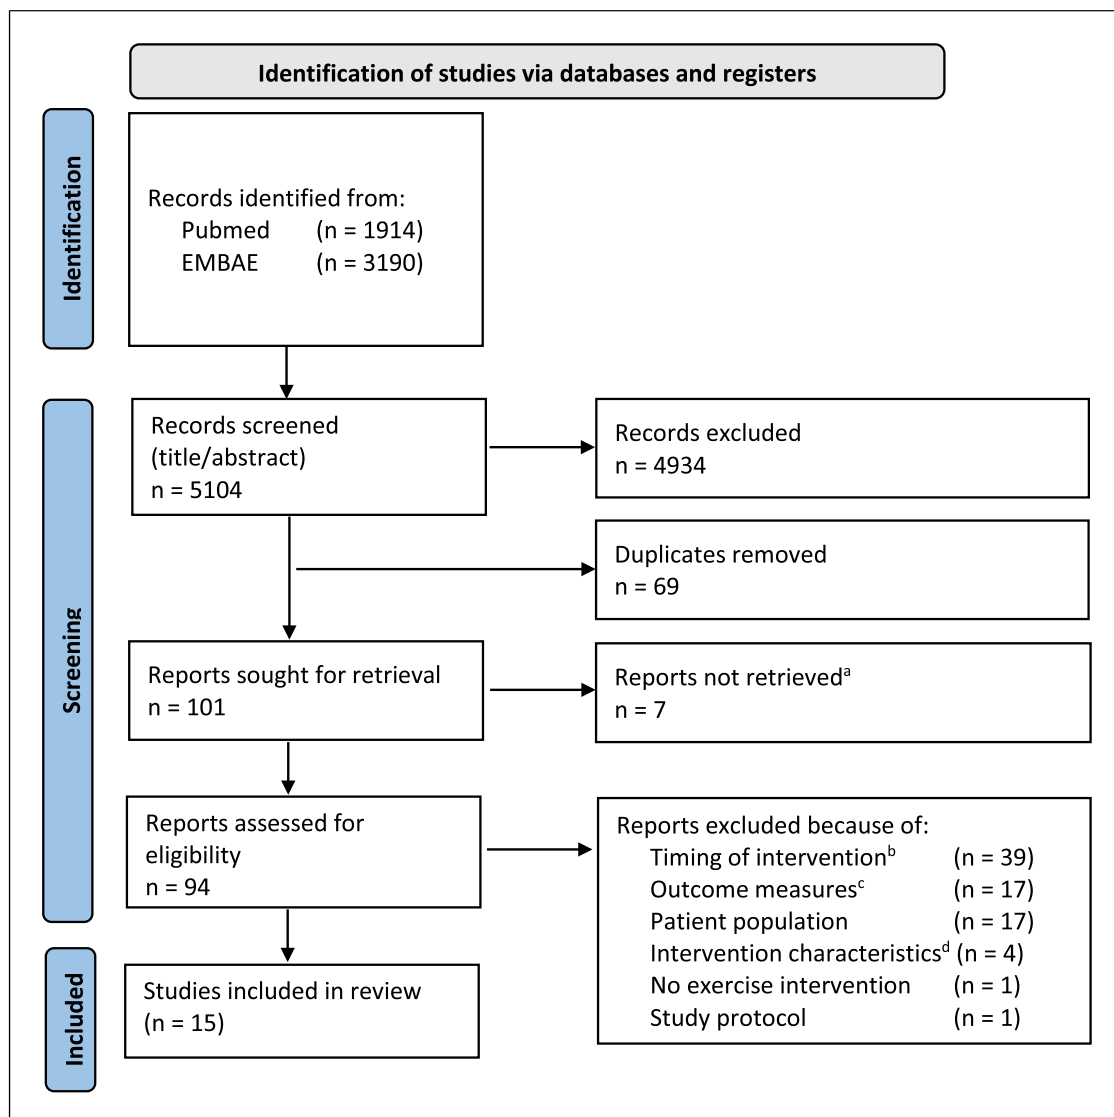 Identification of studies via databases and registers
Identification
Records identified from:
Pubmed (n = 1914)
EMBAE (n = 3190)
Screening
Records screened
(title/abstract)
n = 5104
Records excluded
n = 4934
Duplicates removed
n = 69
Reports sought for retrieval
n = 101
Reports not retrievedᵃ
n = 7
Reports assessed for
eligibility
n = 94
Reports excluded because of:
Timing of interventionᵇ (n = 39)
Outcome measuresᶜ (n = 17)
Patient population (n = 17)
Intervention characteristicsᵈ (n = 4)
No exercise intervention (n = 1)
Study protocol (n = 1)
Included
Studies included in review
(n = 15)